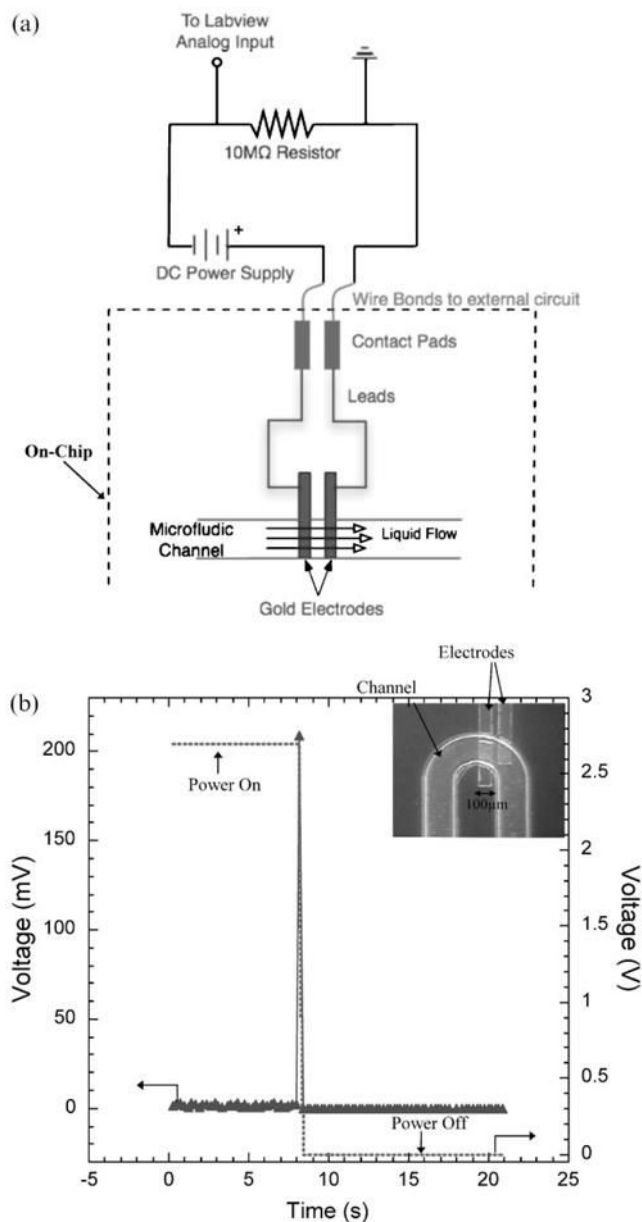 (a)
To Labview
Analog Input
10MΩ Resistor
+
DC Power Supply
Wire Bonds to external circuit
Contact Pads
Leads
On-Chip
Microfludic
Channel
Liquid Flow
Gold Electrodes
(b)
Electrodes
Channel
100µm
Power On
Power Off
Voltage (mV)
200
150
100
50
0
Voltage (V)
3
2.5
2
1.5
1
0.5
0
-5 0 5 10 15 20 25
Time (s)